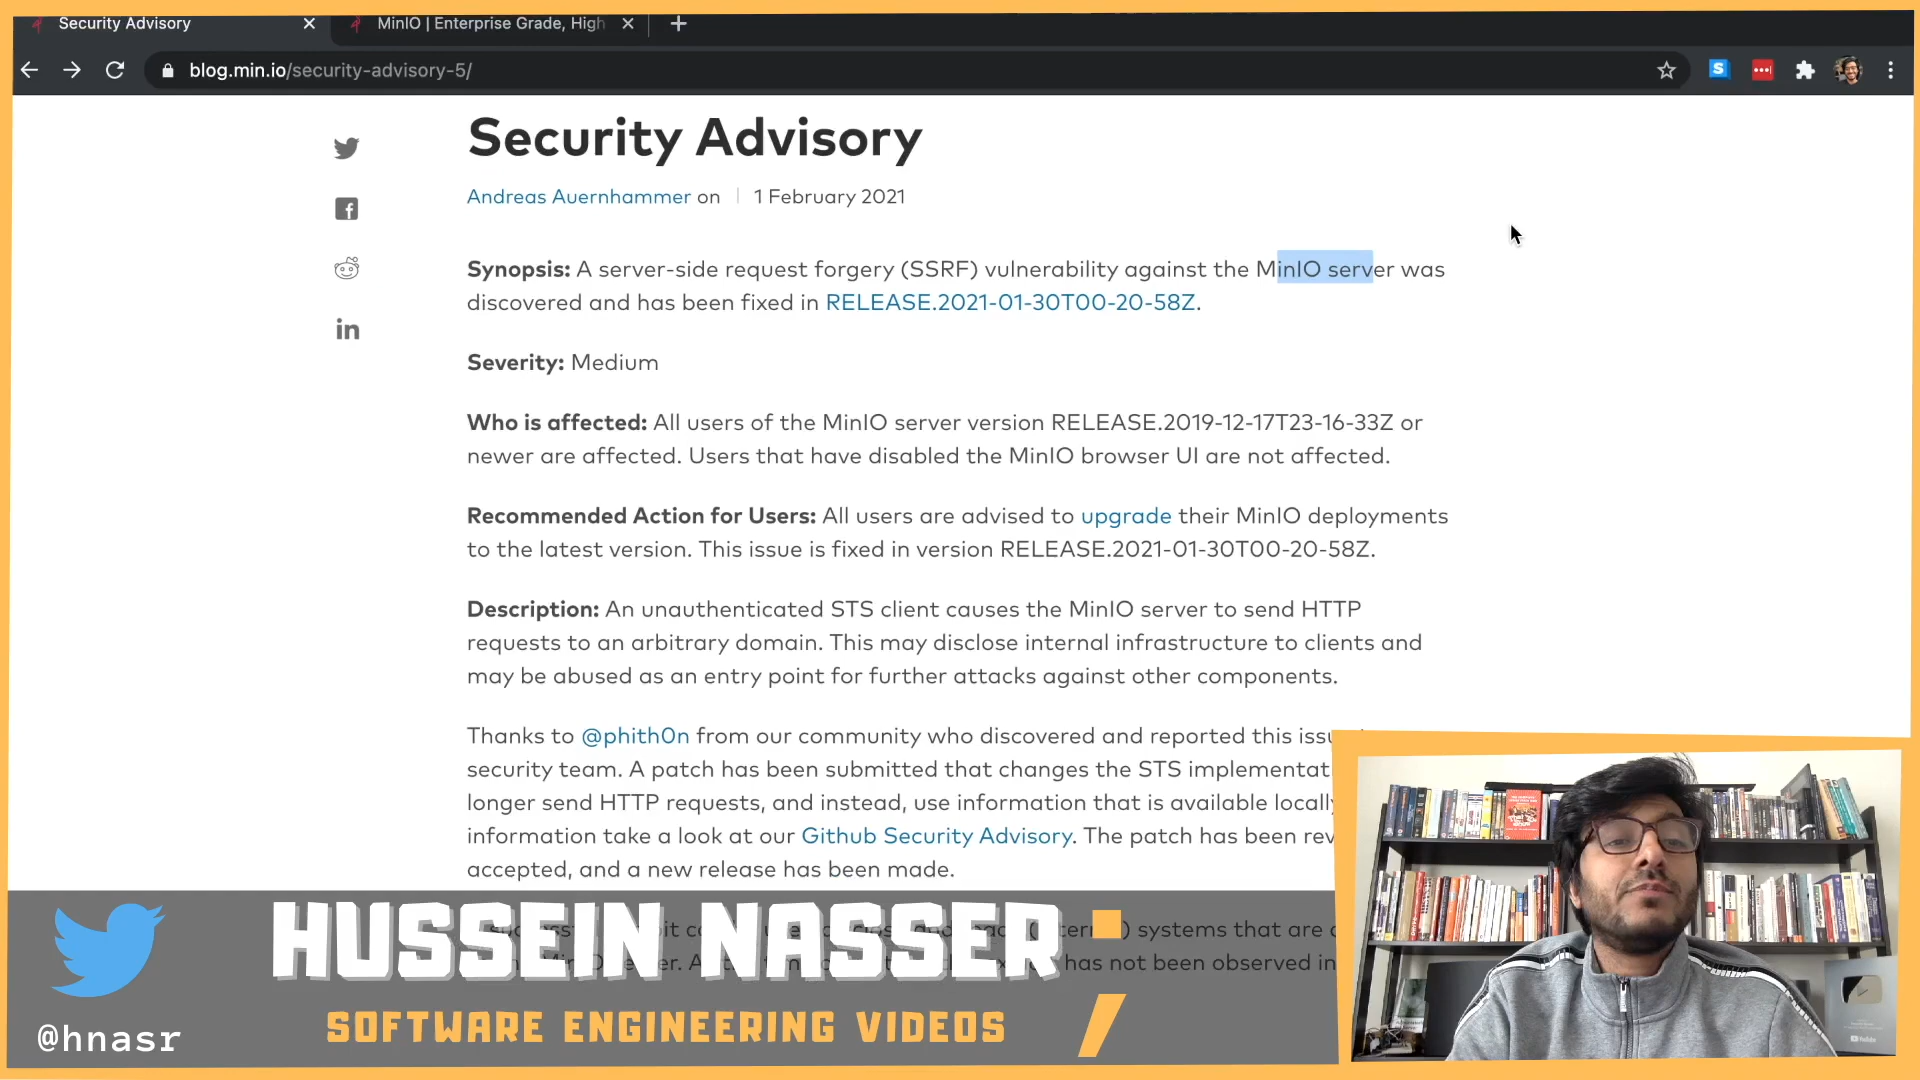 Security Advisory
MinIO | Enterprise Grade, High
blog.min.io/security-advisory-5/
Security Advisory
Andreas Auernhammer on | 1 February 2021
Synopsis: A server-side request forgery (SSRF) vulnerability against the MinIO server was
discovered and has been fixed in RELEASE.2021-01-30T00-20-58Z.
Severity: Medium
Who is affected: All users of the MinIO server version RELEASE.2019-12-17T23-16-33Z or
newer are affected. Users that have disabled the MinIO browser UI are not affected.
Recommended Action for Users: All users are advised to upgrade their MinIO deployments
to the latest version. This issue is fixed in version RELEASE.2021-01-30T00-20-58Z.
Description: An unauthenticated STS client causes the MinIO server to send HTTP
requests to an arbitrary domain. This may disclose internal infrastructure to clients and
may be abused as an entry point for further attacks against other components.
Thanks to @phith0n from our community who discovered and reported this issu
security team. A patch has been submitted that changes the STS implementati
longer send HTTP requests, and instead, use information that is available locally
information take a look at our Github Security Advisory. The patch has been rev
accepted, and a new release has been made.
systems that are
has not been observed in
HUSSEIN NASSER
SOFTWARE ENGINEERING VIDEOS
;
@hnasr
YouTube